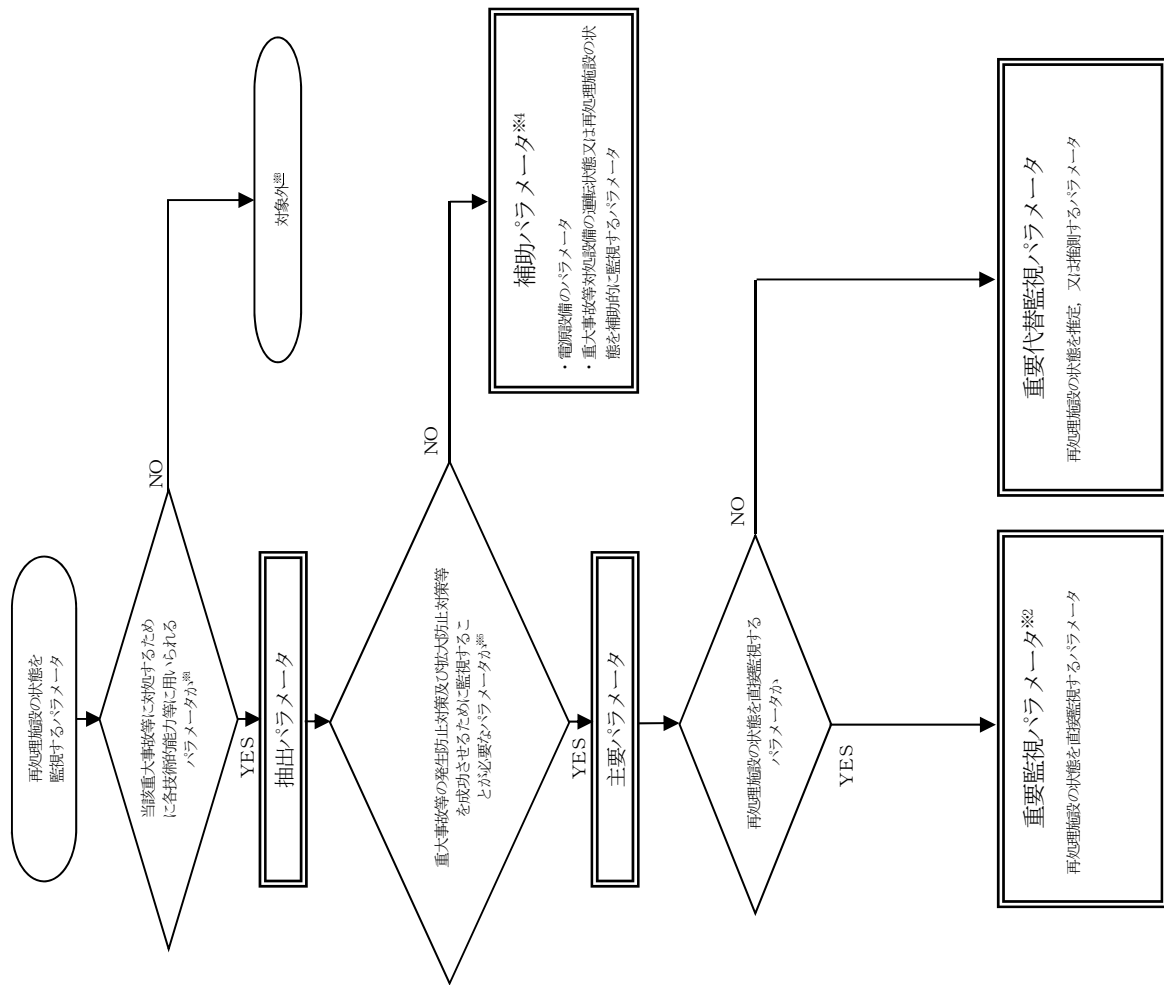 再処理施設の状態を
監視するパラメータ
当該重大事故等に対処するため
に各技術的能力等に用いられる
パラメータか
NO
対象外
YES
抽出パラメータ
重大事故等の発生防止対策及び拡大防止対策等
を成功させるために監視するこ
とが必要なパラメータか
NO
補助パラメータ※4
・電源設備のパラメータ
・重大事故等対処設備の運転状態又は再処理施設の状
態を補助的に監視するパラメータ
YES
主要パラメータ
再処理施設の状態を直接監視する
パラメータか
NO
YES
重要監視パラメータ※2
再処理施設の状態を直接監視するパラメータ
重要代替監視パラメータ
再処理施設の状態を推定，又は推測するパラメータ